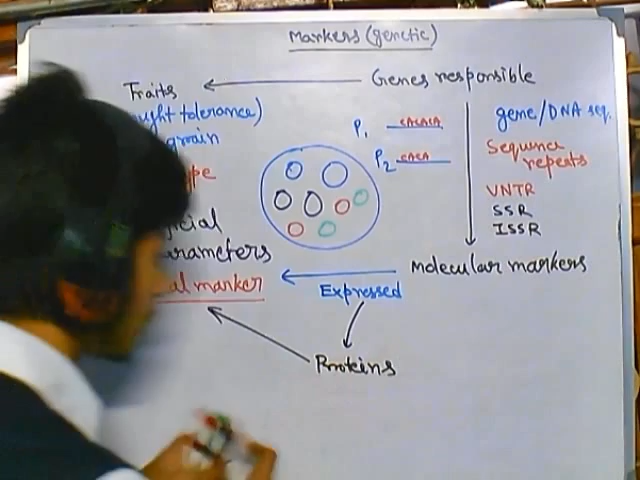 Markers (genetic)
Traits
Genes responsible
ught tolerance)
grain
pe
icial
arameters
al marker
P1 CACACA
P2 CACA
gene/DNA seq.
Sequence
repeats
VNTR
SSR
ISSR
Molecular markers
Expressed
Proteins